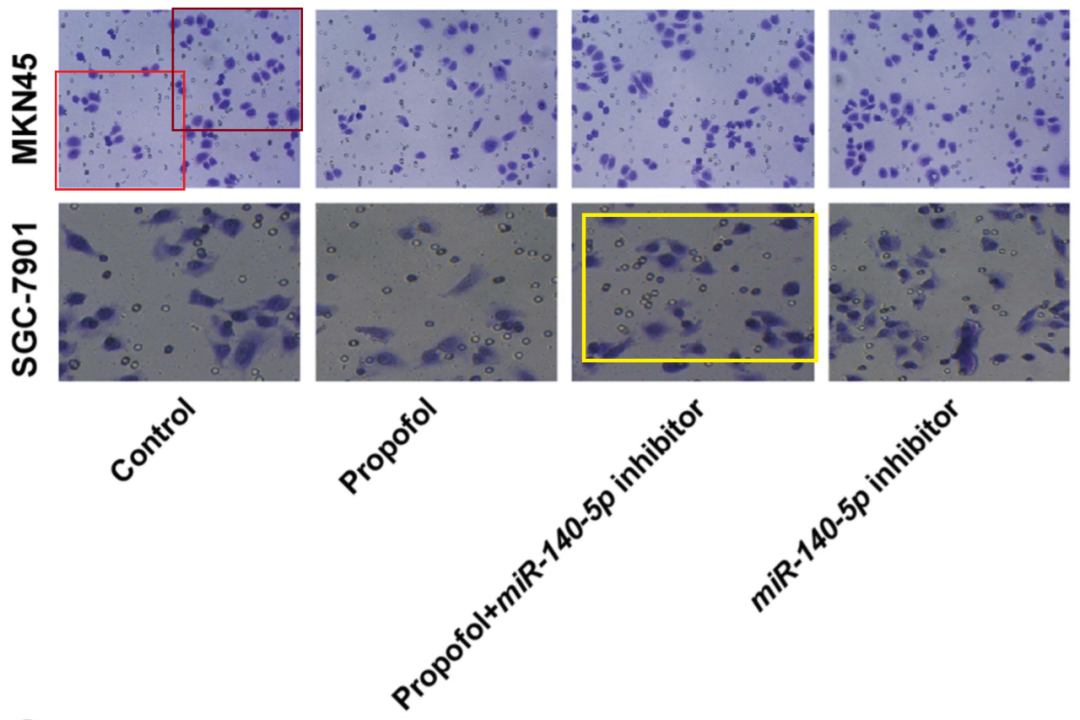 MKN45
SGC-7901
Control
Propofol
Propofol+miR-140-5p inhibitor
miR-140-5p inhibitor